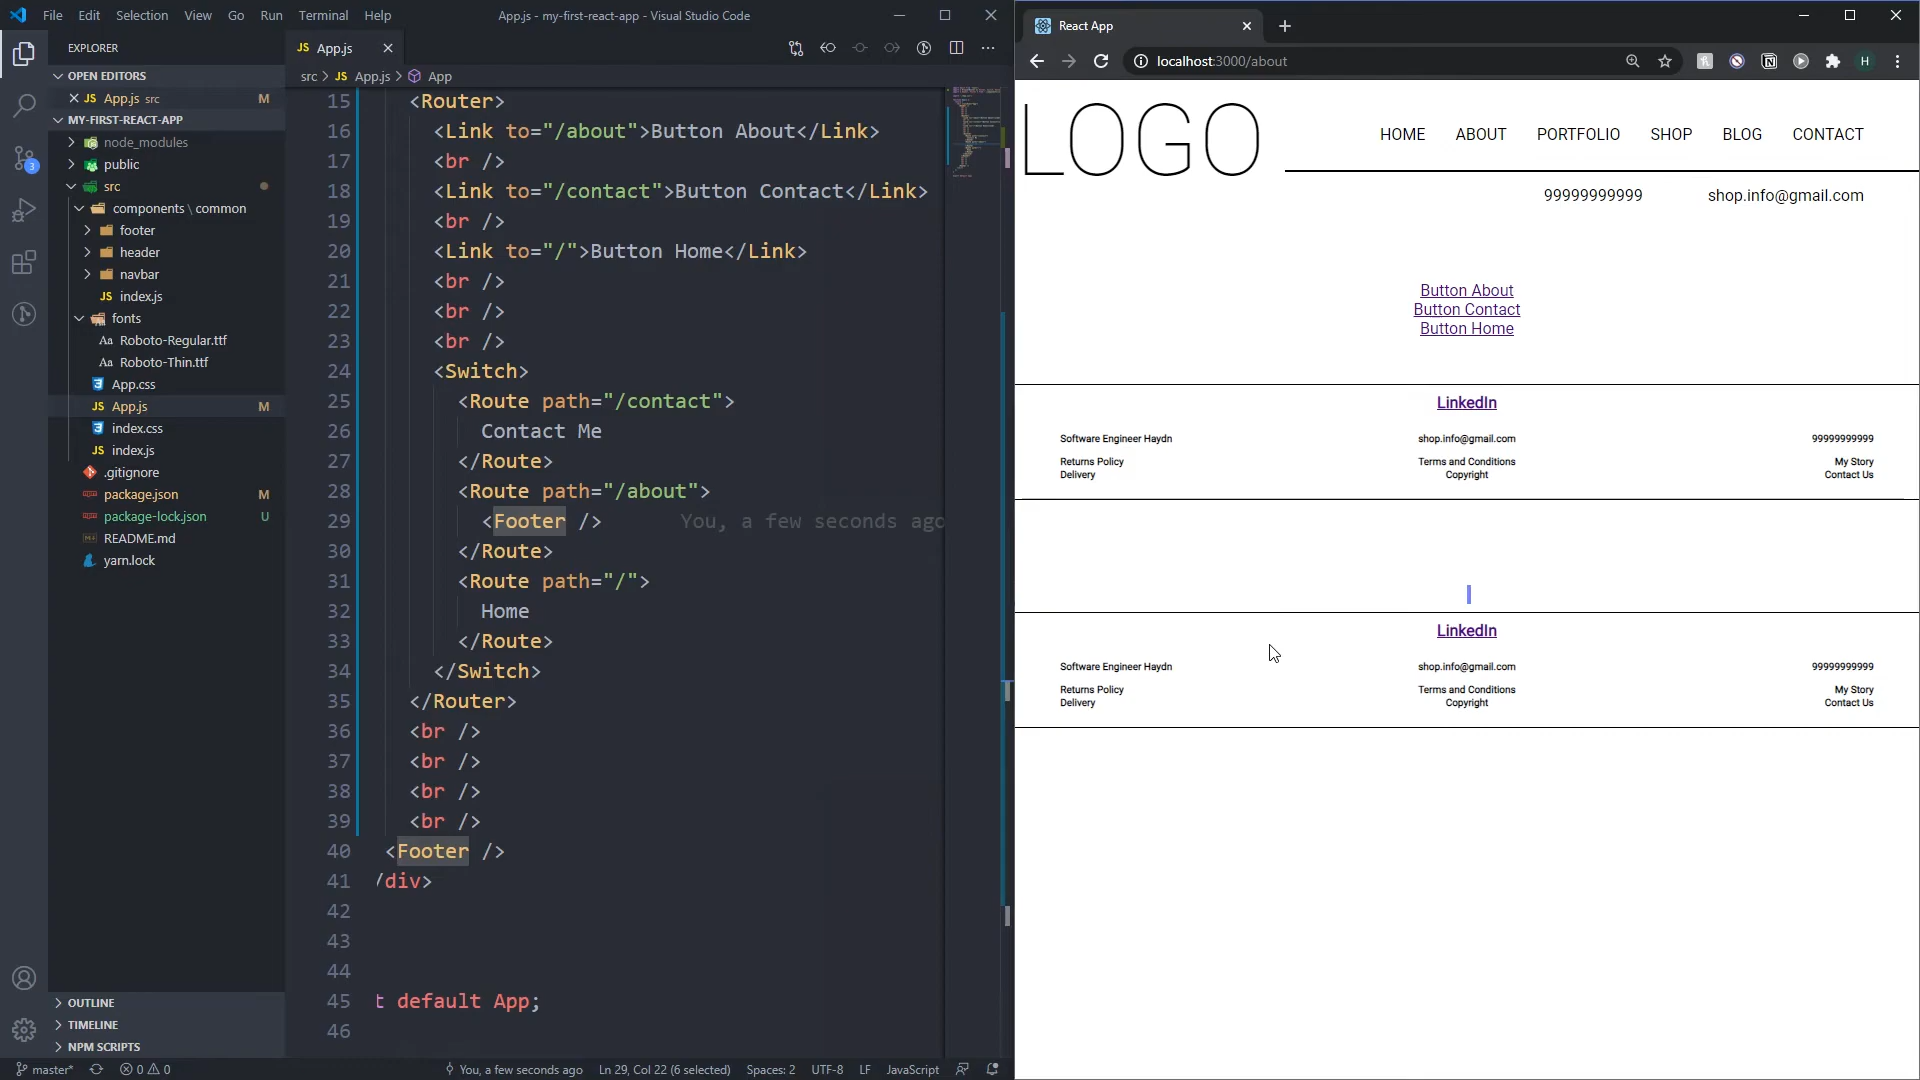 File Edit Selection View Go Run Terminal Help
App.js - my-first-react-app - Visual Studio Code
EXPLORER
OPEN EDITORS
JS App.js src M
MY-FIRST-REACT-APP
node_modules
public
src
components \ common
footer
header
navbar
JS index.js
fonts
Aa Roboto-Regular.ttf
Aa Roboto-Thin.ttf
App.css
JS App.js M
index.css
JS index.js
.gitignore
package.json M
package-lock.json U
README.md
yarn.lock
OUTLINE
TIMELINE
NPM SCRIPTS
3
JS App.js
src > JS App.js > App
15 <Router>
16 <Link to="/about">Button About</Link>
17 <br />
18 <Link to="/contact">Button Contact</Link>
19 <br />
20 <Link to="/">Button Home</Link>
21 <br />
22 <br />
23 <br />
24 <Switch>
25 <Route path="/contact">
26 Contact Me
27 </Route>
28 <Route path="/about">
29 <Footer /> You, a few seconds ago
30 </Route>
31 <Route path="/">
32 Home
33 </Route>
34 </Switch>
35 </Router>
36 <br />
37 <br />
38 <br />
39 <br />
40 <Footer />
41 /div>
42
43
44
45 t default App;
46
master* 0 0 You, a few seconds ago Ln 29, Col 22 (6 selected) Spaces: 2 UTF-8 LF JavaScript
React App
localhost:3000/about
H
LOGO
HOME ABOUT PORTFOLIO SHOP BLOG CONTACT
99999999999 shop.info@gmail.com
Button About
Button Contact
Button Home
LinkedIn
Software Engineer Haydn shop.info@gmail.com 99999999999
Returns Policy Terms and Conditions My Story
Delivery Copyright Contact Us
LinkedIn
Software Engineer Haydn shop.info@gmail.com 99999999999
Returns Policy Terms and Conditions My Story
Delivery Copyright Contact Us